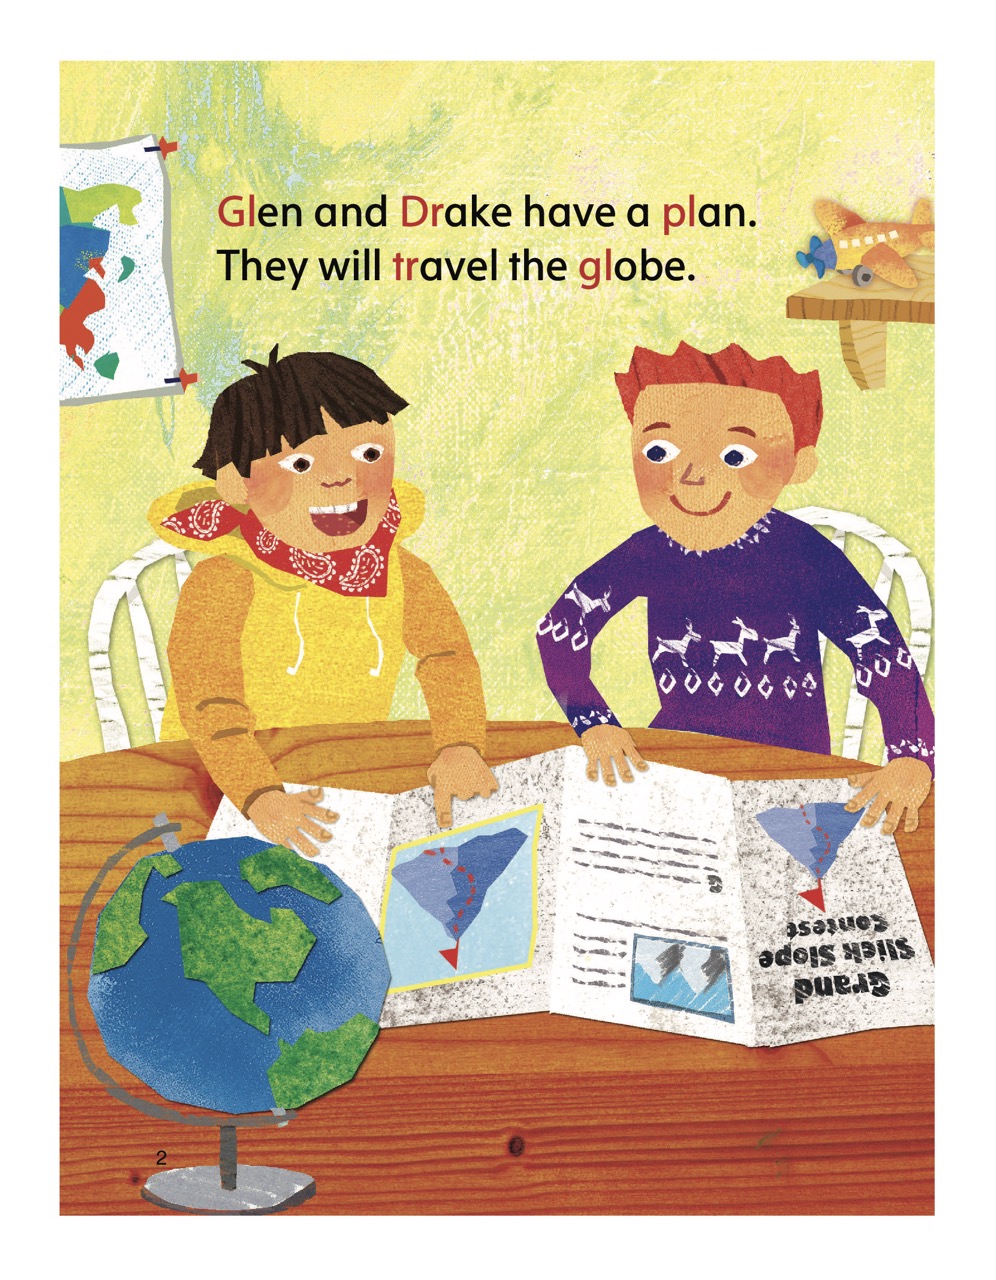 Glen and Drake have a plan.
They will travel the globe.
Grand
Slick Slope
Contest
2